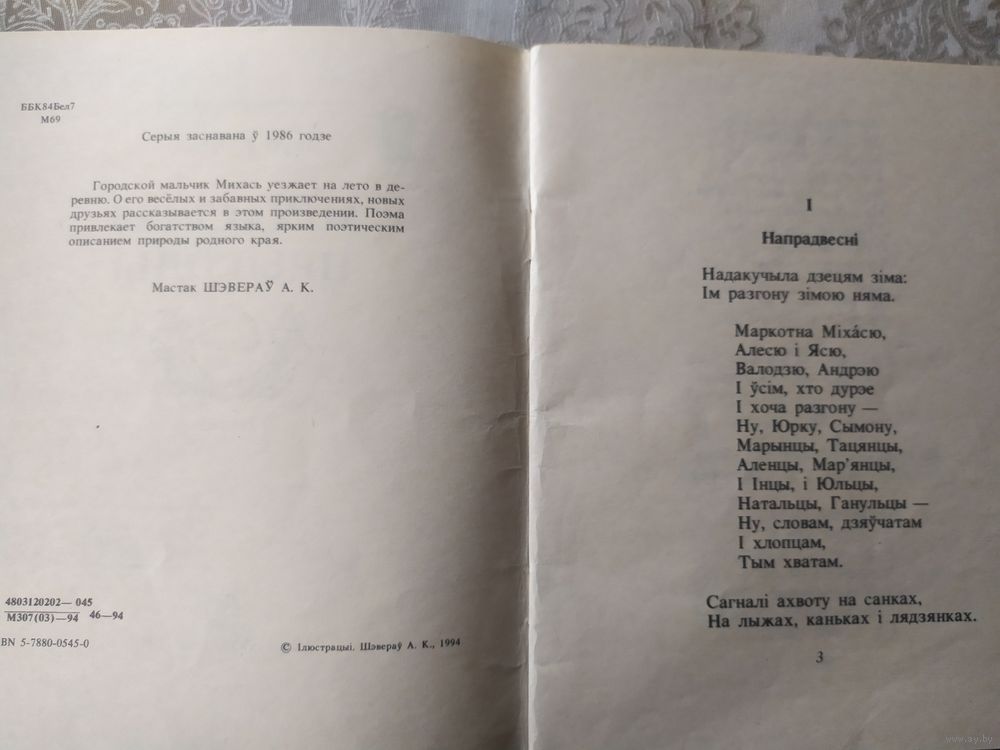 ББК84Бел7
М69
Серыя заснавана ў 1986 годзе
Городской мальчик Михась уезжает на лето в де-
ревню. О его весёлых и забавных приключениях, новых
друзьях рассказывается в этом произведении. Поэма
привлекает богатством языка, ярким поэтическим
описанием природы родного края.
Мастак ШЭВЕРАЎ А. К.
4803120202— 045
М307(03)—94 46—94
BN 5-7880-0545-0
© Ілюстрацыі. Шэвераў А. К., 1994
I
Напрадвесні
Надакучыла дзецям зіма:
Ім разгону зімою няма.
Маркотна Міха́сю,
Алесю і Ясю,
Валодзю, Андрэю
І ўсім, хто дурэе
І хоча разгону —
Ну, Юрку, Сымону,
Марынцы, Тацянцы,
Аленцы, Мар’янцы,
І Інцы, і Юльцы,
Натальцы, Ганульцы —
Ну, словам, дзяўчатам
І хлопцам,
Тым хватам.
Сагналі ахвоту на санках,
На лыжах, каньках і лядзянках.
3
www.ay.by